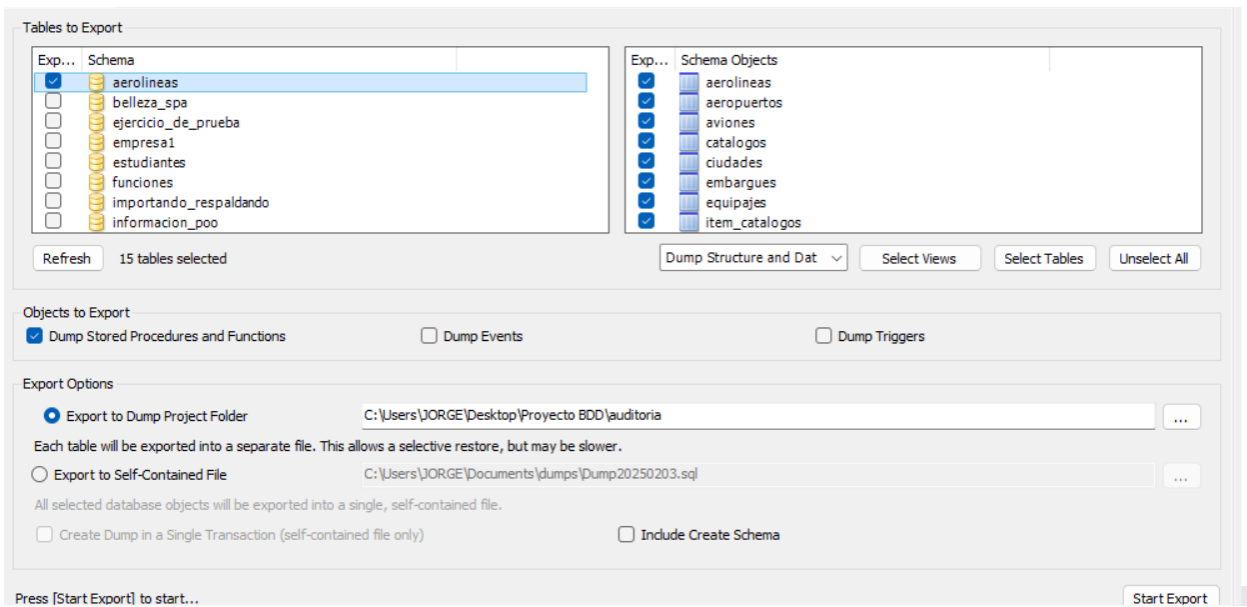 Tables to Export
Exp... Schema
aerolineas
belleza_spa
ejercicio_de_prueba
empresa1
estudiantes
funciones
importando_respaldando
informacion_poo
Exp... Schema Objects
aerolineas
aeropuertos
aviones
catalogos
ciudades
embargues
equipajes
item_catalogos
Refresh 15 tables selected Dump Structure and Dat Select Views Select Tables Unselect All
Objects to Export
Dump Stored Procedures and Functions Dump Events Dump Triggers
Export Options
Export to Dump Project Folder C:\Users\JORGE\Desktop\Proyecto BDD\auditoria ...
Each table will be exported into a separate file. This allows a selective restore, but may be slower.
Export to Self-Contained File C:\Users\JORGE\Documents\dumps\Dump20250203.sql ...
All selected database objects will be exported into a single, self-contained file.
Create Dump in a Single Transaction (self-contained file only) Include Create Schema
Press [Start Export] to start... Start Export